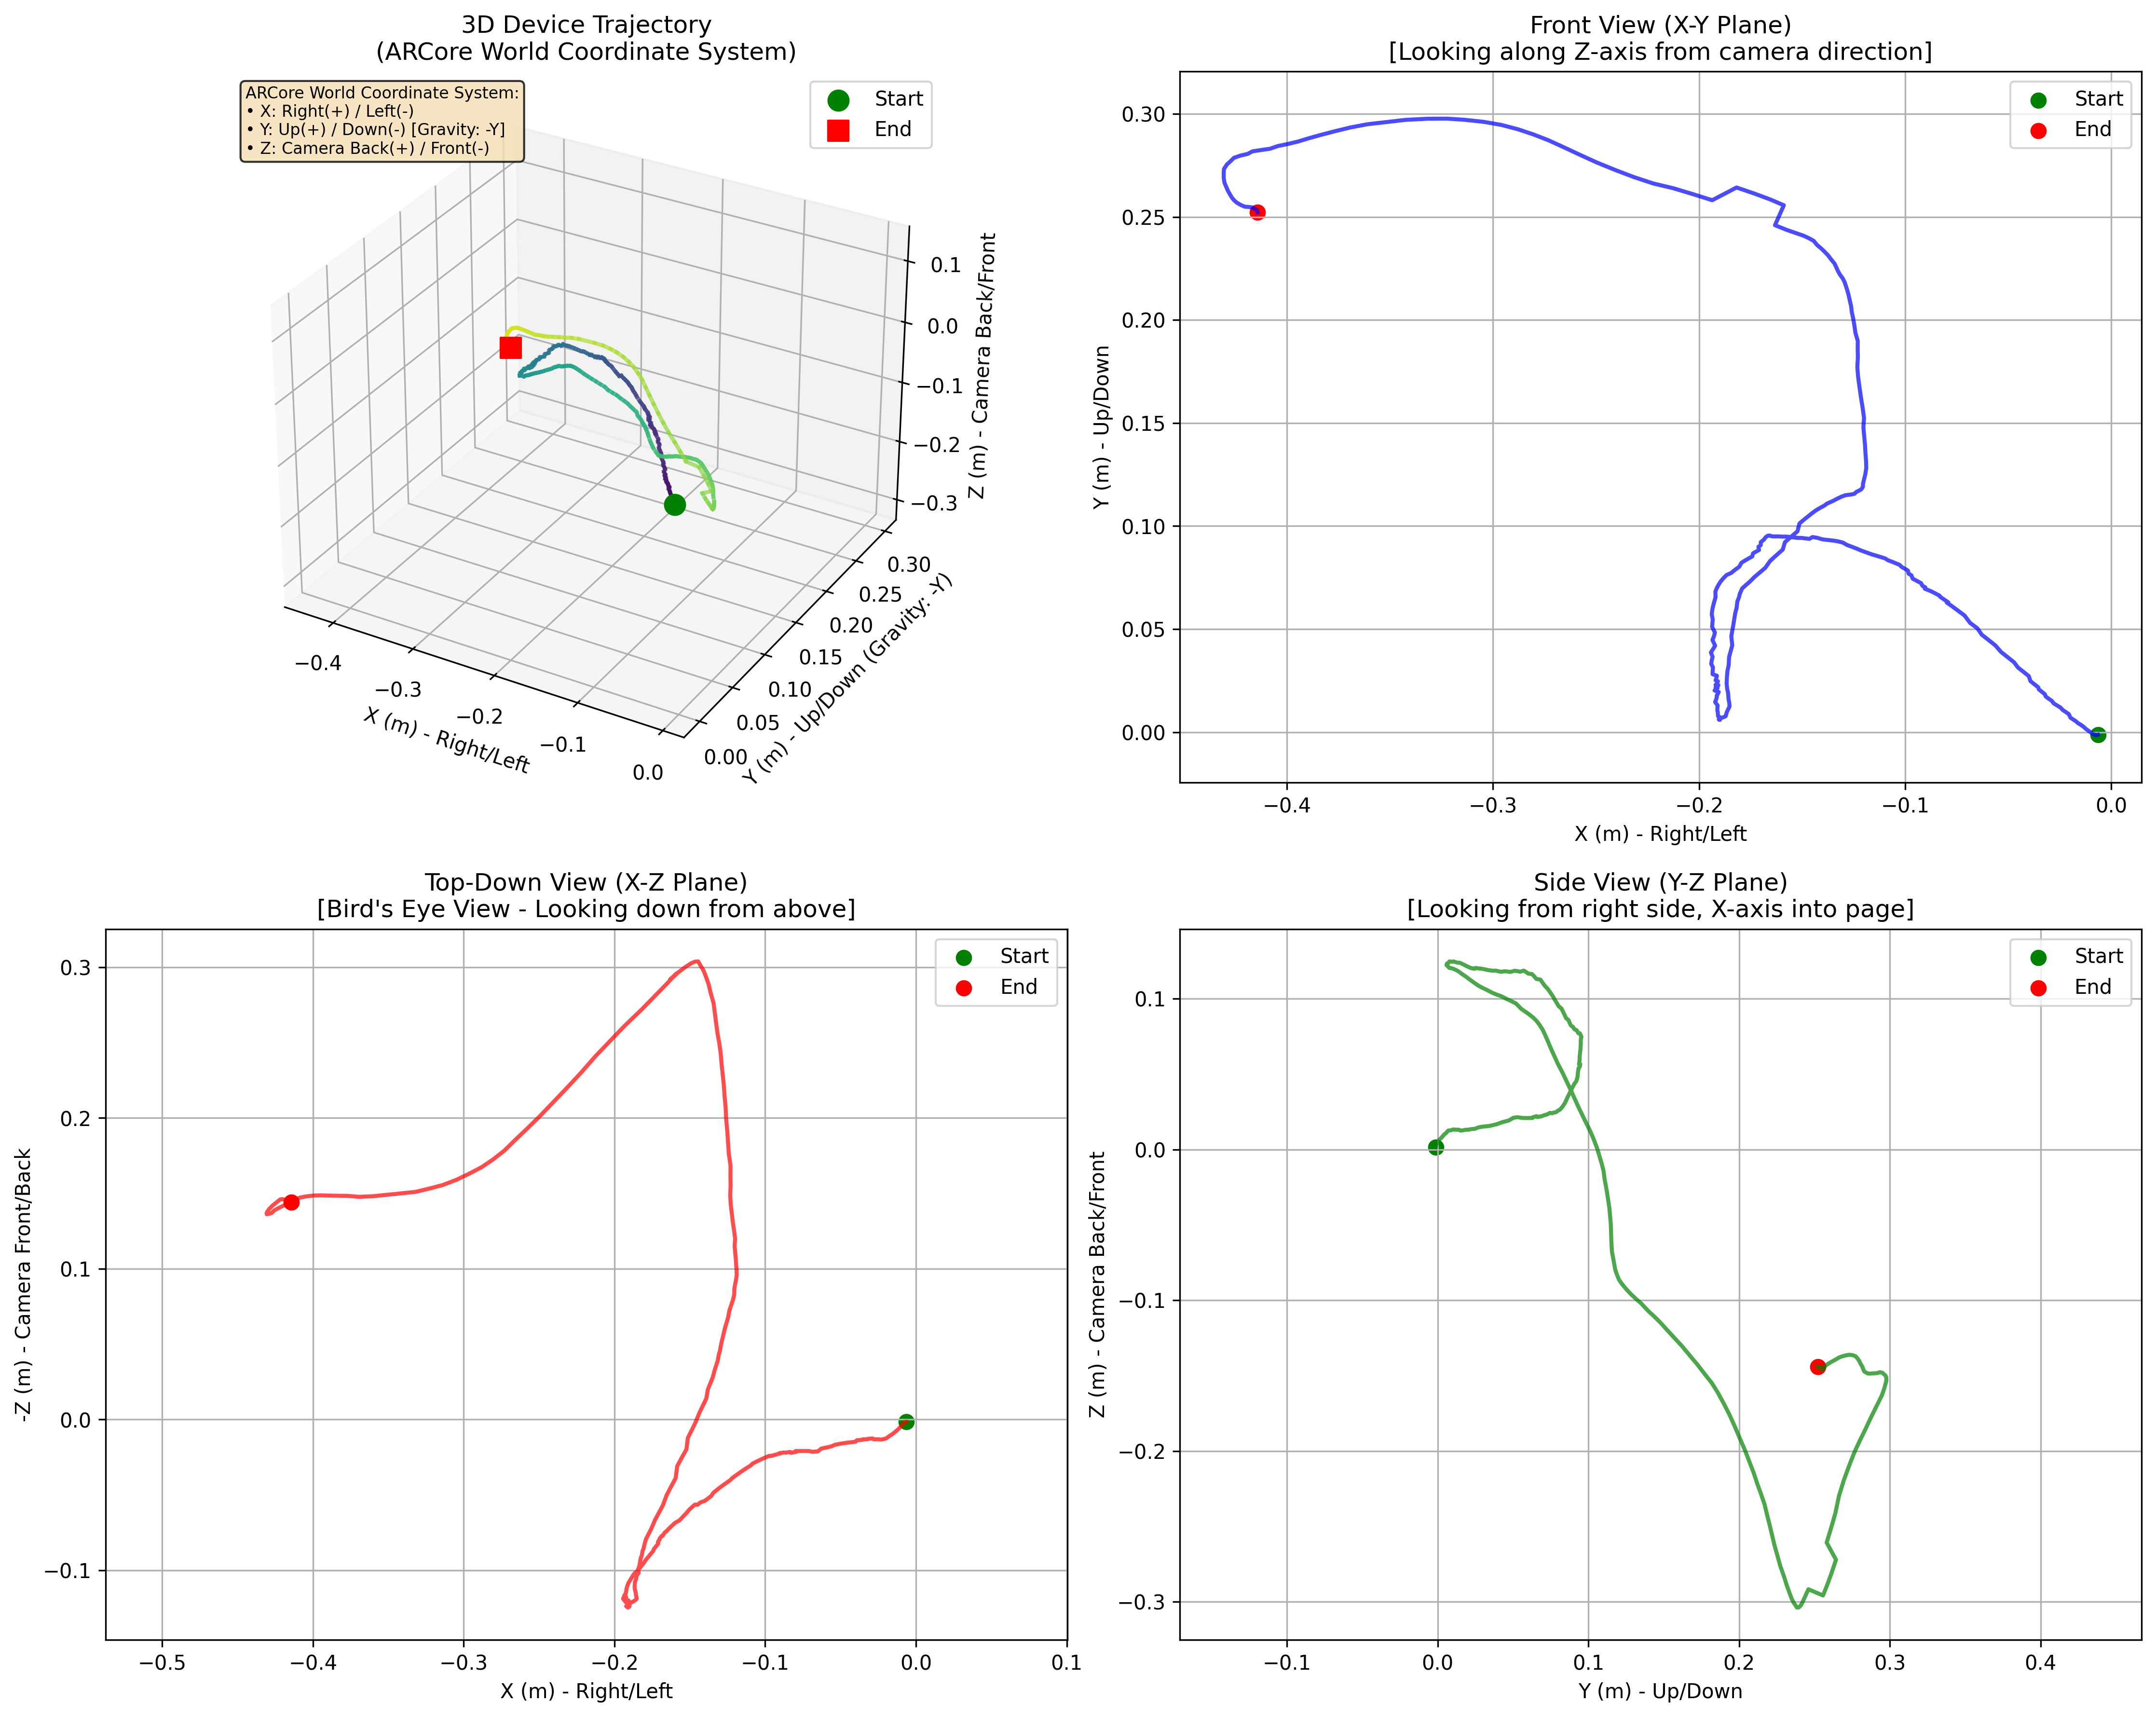 3D Device Trajectory
(ARCore World Coordinate System)
ARCore World Coordinate System:
• X: Right(+) / Left(-)
• Y: Up(+) / Down(-) [Gravity: -Y]
• Z: Camera Back(+) / Front(-)
Start
End
0.1
0.0
−0.1
−0.2
−0.3
Z (m) - Camera Back/Front
0.30
0.25
0.20
0.15
0.10
0.05
0.00
Y (m) - Up/Down (Gravity: -Y)
−0.4
−0.3
−0.2
−0.1
0.0
X (m) - Right/Left
Front View (X-Y Plane)
[Looking along Z-axis from camera direction]
Start
End
0.30
0.25
0.20
0.15
0.10
0.05
0.00
Y (m) - Up/Down
−0.4
−0.3
−0.2
−0.1
0.0
X (m) - Right/Left
Top-Down View (X-Z Plane)
[Bird's Eye View - Looking down from above]
Start
End
0.3
0.2
0.1
0.0
−0.1
-Z (m) - Camera Front/Back
−0.5
−0.4
−0.3
−0.2
−0.1
0.0
0.1
X (m) - Right/Left
Side View (Y-Z Plane)
[Looking from right side, X-axis into page]
Start
End
0.1
0.0
−0.1
−0.2
−0.3
Z (m) - Camera Back/Front
−0.1
0.0
0.1
0.2
0.3
0.4
Y (m) - Up/Down